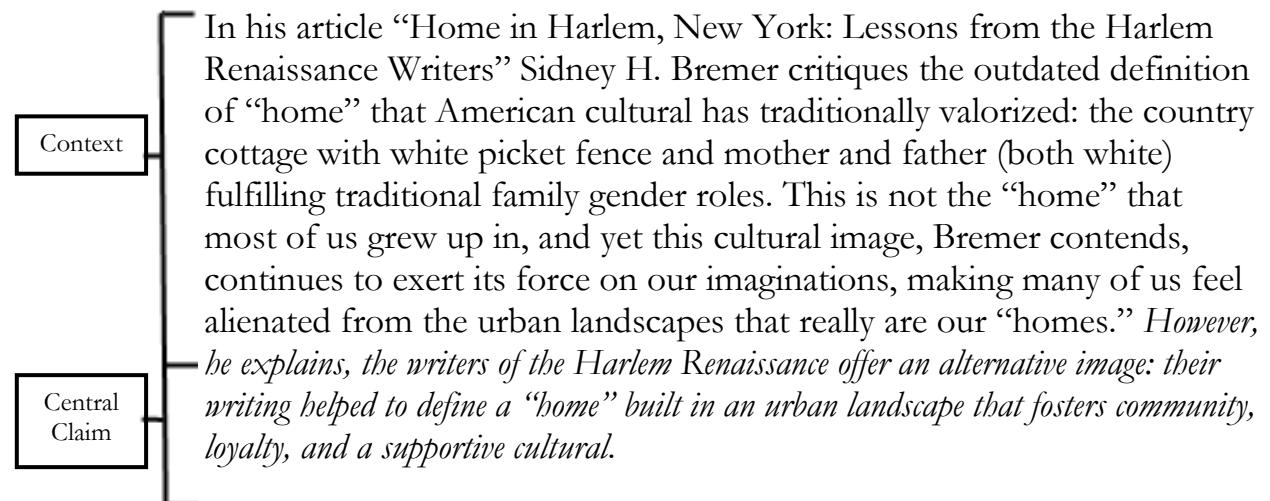 In his article “Home in Harlem, New York: Lessons from the Harlem
Renaissance Writers” Sidney H. Bremer critiques the outdated definition
of “home” that American cultural has traditionally valorized: the country
Context
cottage with white picket fence and mother and father (both white)
fulfilling traditional family gender roles. This is not the “home” that
most of us grew up in, and yet this cultural image, Bremer contends,
continues to exert its force on our imaginations, making many of us feel
alienated from the urban landscapes that really are our “homes.” However,
he explains, the writers of the Harlem Renaissance offer an alternative image: their
Central
Claim
writing helped to define a “home” built in an urban landscape that fosters community,
loyalty, and a supportive cultural.